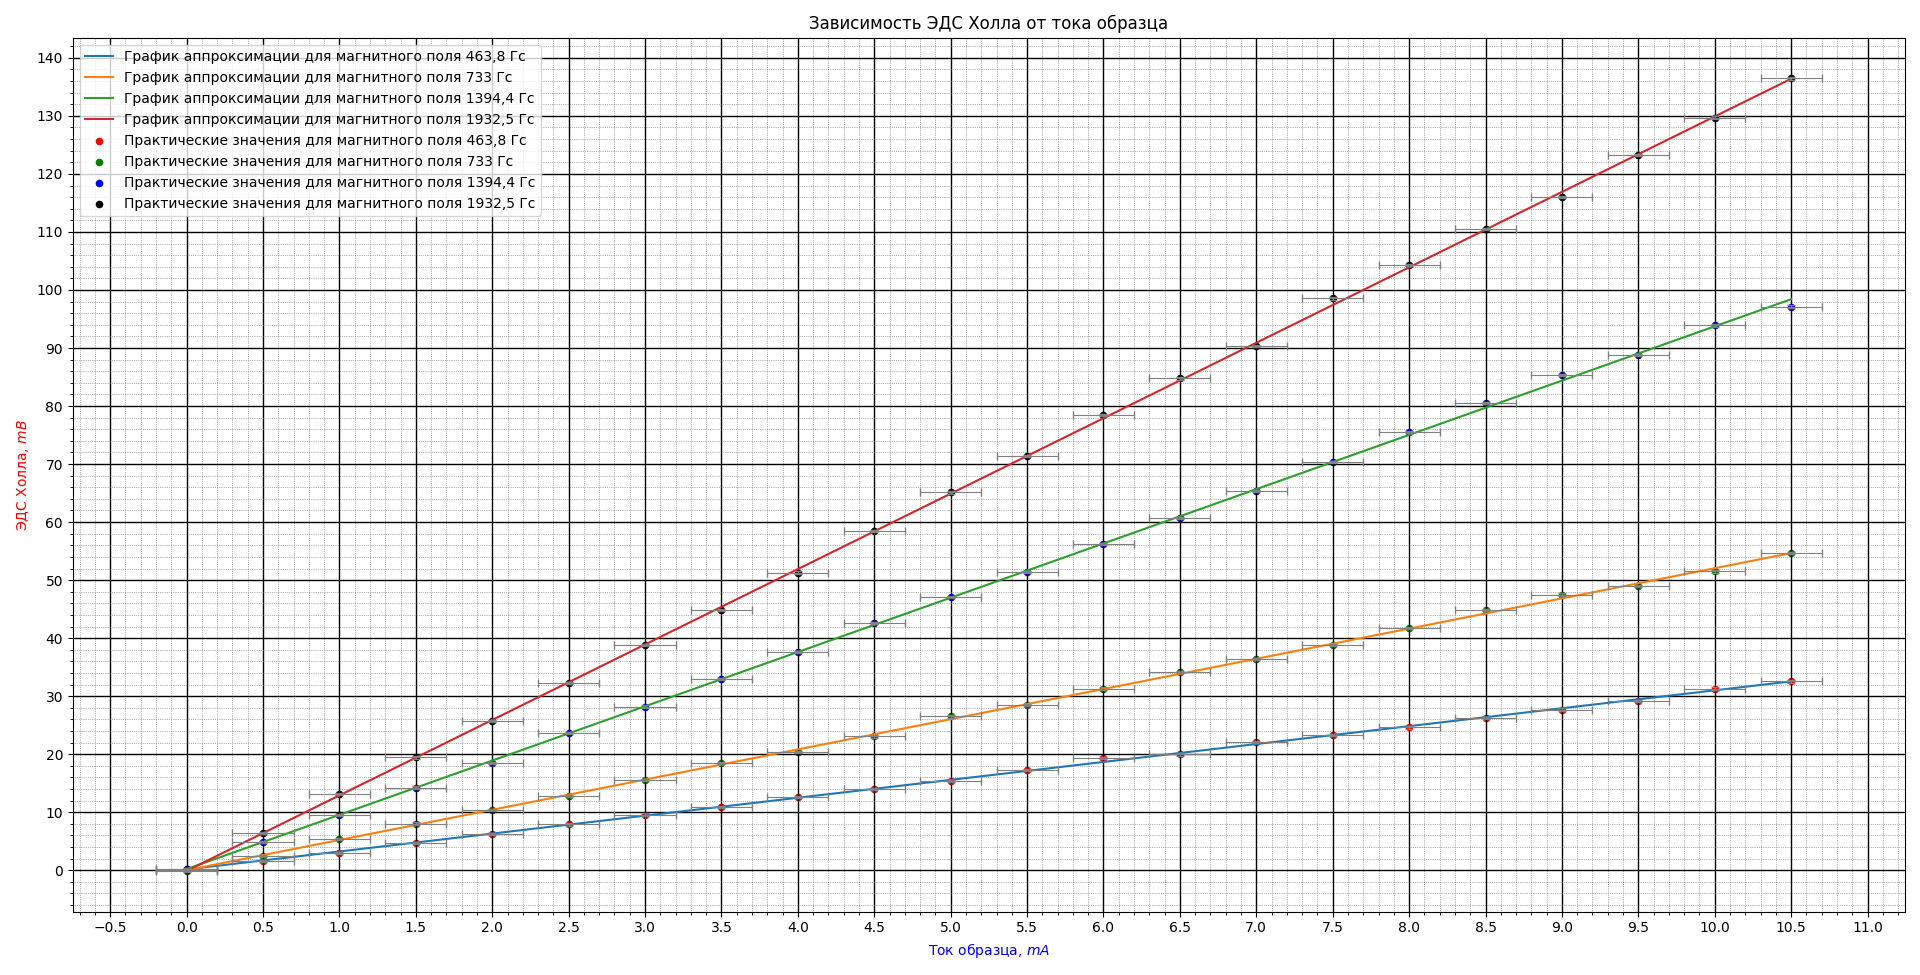 Зависимость ЭДС Холла от тока образца
График аппроксимации для магнитного поля 463,8 Гс
График аппроксимации для магнитного поля 733 Гс
График аппроксимации для магнитного поля 1394,4 Гс
График аппроксимации для магнитного поля 1932,5 Гс
Практические значения для магнитного поля 463,8 Гс
Практические значения для магнитного поля 733 Гс
Практические значения для магнитного поля 1394,4 Гс
Практические значения для магнитного поля 1932,5 Гс
140
130
120
110
100
90
80
70
60
50
40
30
20
10
0
ЭДС Холла, mB
−0.5 0.0 0.5 1.0 1.5 2.0 2.5 3.0 3.5 4.0 4.5 5.0 5.5 6.0 6.5 7.0 7.5 8.0 8.5 9.0 9.5 10.0 10.5 11.0
Ток образца, mA